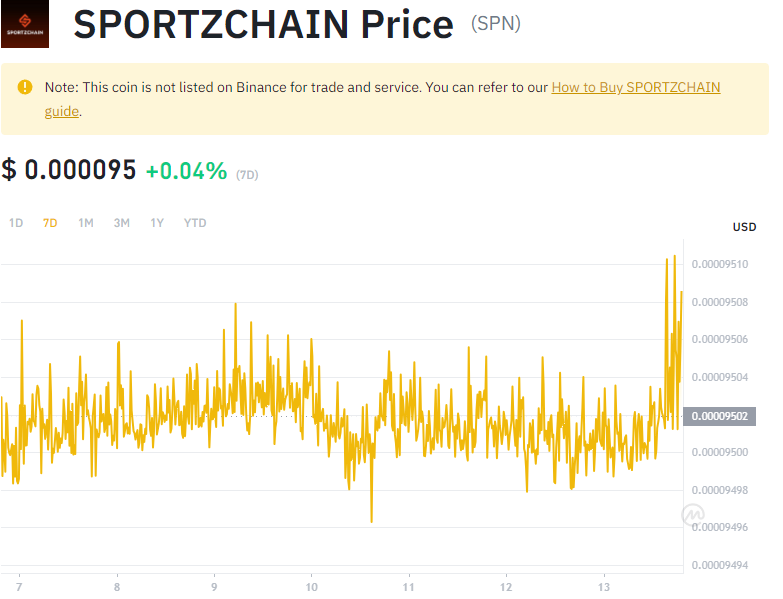 SPORTZCHAIN
SPORTZCHAIN Price (SPN)
Note: This coin is not listed on Binance for trade and service. You can refer to our How to Buy SPORTZCHAIN
guide.
$ 0.000095 +0.04% (7D)
1D 7D 1M 3M 1Y YTD
USD
0.00009510
0.00009508
0.00009506
0.00009504
0.00009502
0.00009500
0.00009498
0.00009496
0.00009494
7 8 9 10 11 12 13